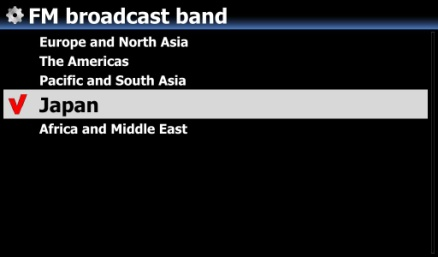 FM broadcast band
Europe and North Asia
The Americas
Pacific and South Asia
Japan
Africa and Middle East